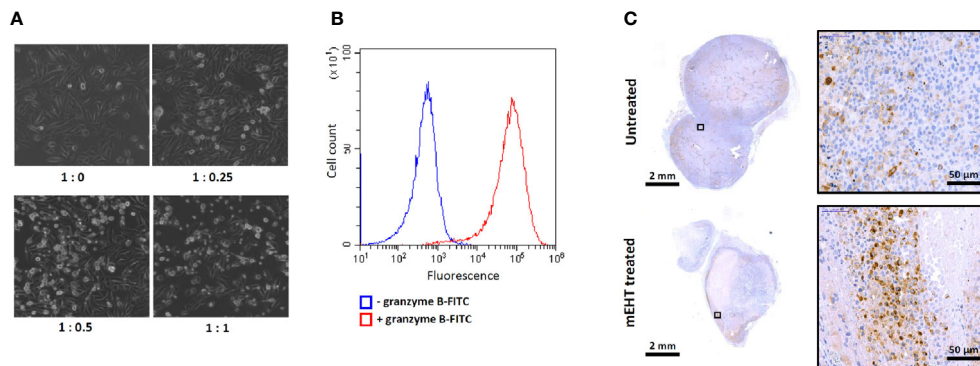 A
1 : 0
1 : 0.25
1 : 0.5
1 : 1
B
(x10¹)
Cell count
100
50
0
10¹ 10² 10³ 10⁴ 10⁵ 10⁶
Fluorescence
- granzyme B-FITC
+ granzyme B-FITC
C
Untreated
2 mm
50 µm
mEHT treated
2 mm
50 µm